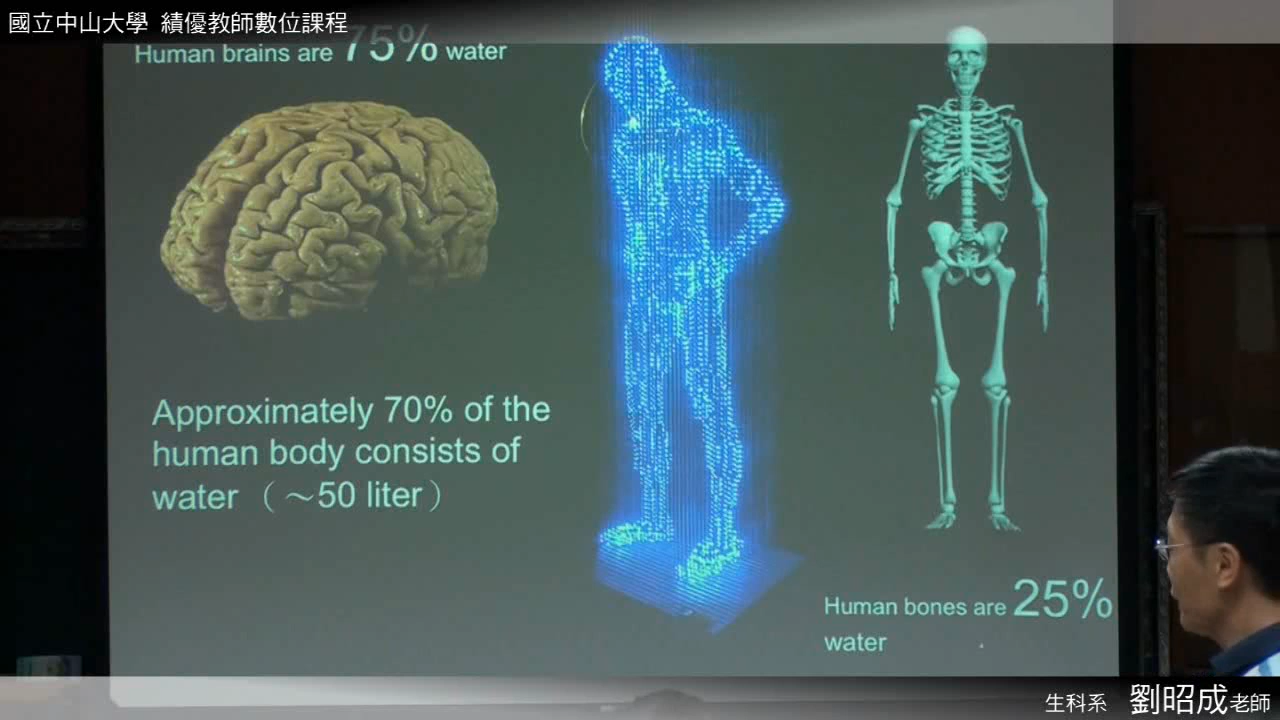 國立中山大學 績優教師數位課程
Human brains are 75% water
Approximately 70% of the
human body consists of
water （～50 liter）
Human bones are 25%
water
生科系 劉昭成老師